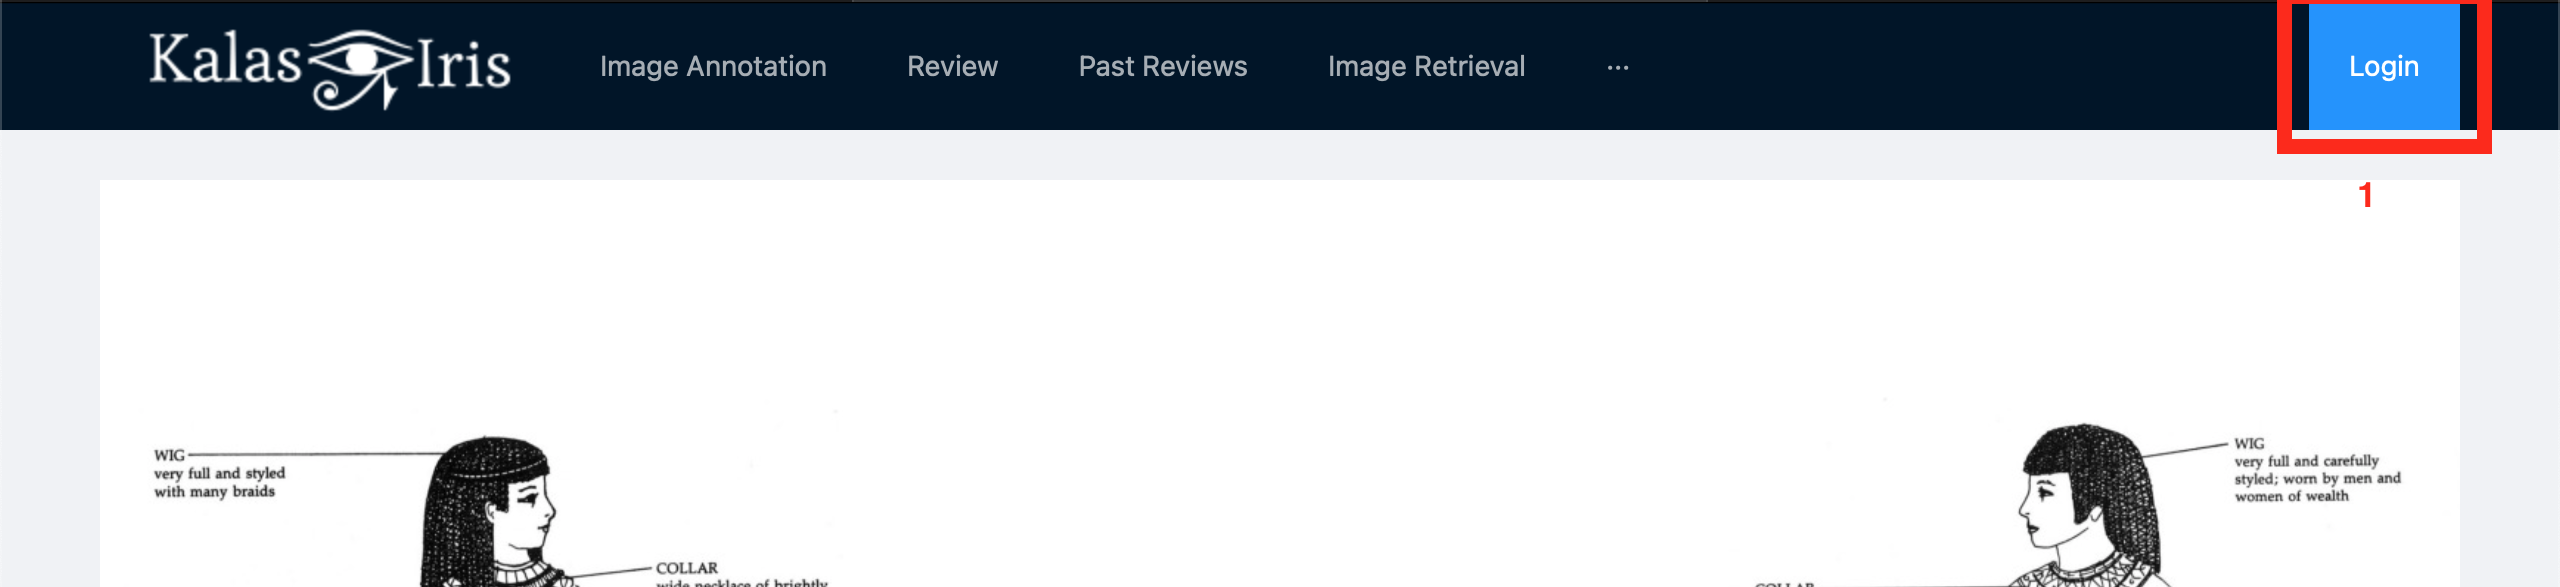 Kalas Iris
Image Annotation
Review
Past Reviews
Image Retrieval
...
Login
1
WIG
very full and styled
with many braids
WIG
very full and carefully
styled; worn by men and
women of wealth
COLLAR
wide necklace of brightly
COLLAR